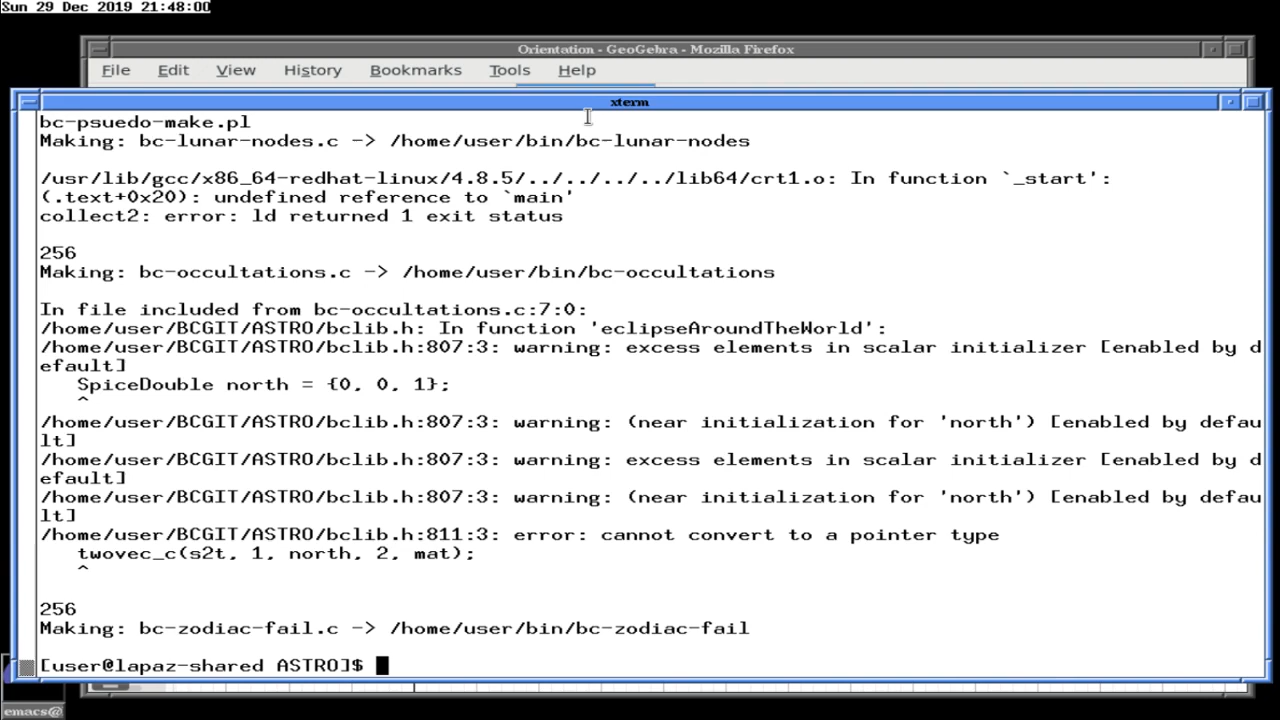 Sun 29 Dec 2019 21:48:00
Orientation - GeoGebra - Mozilla Firefox
File Edit View History Bookmarks Tools Help
xterm
bc-psuedo-make.pl
Making: bc-lunar-nodes.c -> /home/user/bin/bc-lunar-nodes
/usr/lib/gcc/x86_64-redhat-linux/4.8.5/../../../../lib64/crt1.o: In function `_start':
(.text+0x20): undefined reference to `main'
collect2: error: ld returned 1 exit status
256
Making: bc-occultations.c -> /home/user/bin/bc-occultations
In file included from bc-occultations.c:7:0:
/home/user/BCGIT/ASTRO/bclib.h: In function 'eclipseAroundTheWorld':
/home/user/BCGIT/ASTRO/bclib.h:807:3: warning: excess elements in scalar initializer [enabled by d
efault]
SpiceDouble north = {0, 0, 1};
^
/home/user/BCGIT/ASTRO/bclib.h:807:3: warning: (near initialization for 'north') [enabled by defau
lt]
/home/user/BCGIT/ASTRO/bclib.h:807:3: warning: excess elements in scalar initializer [enabled by d
efault]
/home/user/BCGIT/ASTRO/bclib.h:807:3: warning: (near initialization for 'north') [enabled by defau
lt]
/home/user/BCGIT/ASTRO/bclib.h:811:3: error: cannot convert to a pointer type
twovec_c(s2t, 1, north, 2, mat);
^
256
Making: bc-zodiac-fail.c -> /home/user/bin/bc-zodiac-fail
[user@lapaz-shared ASTRO]$
emacs@